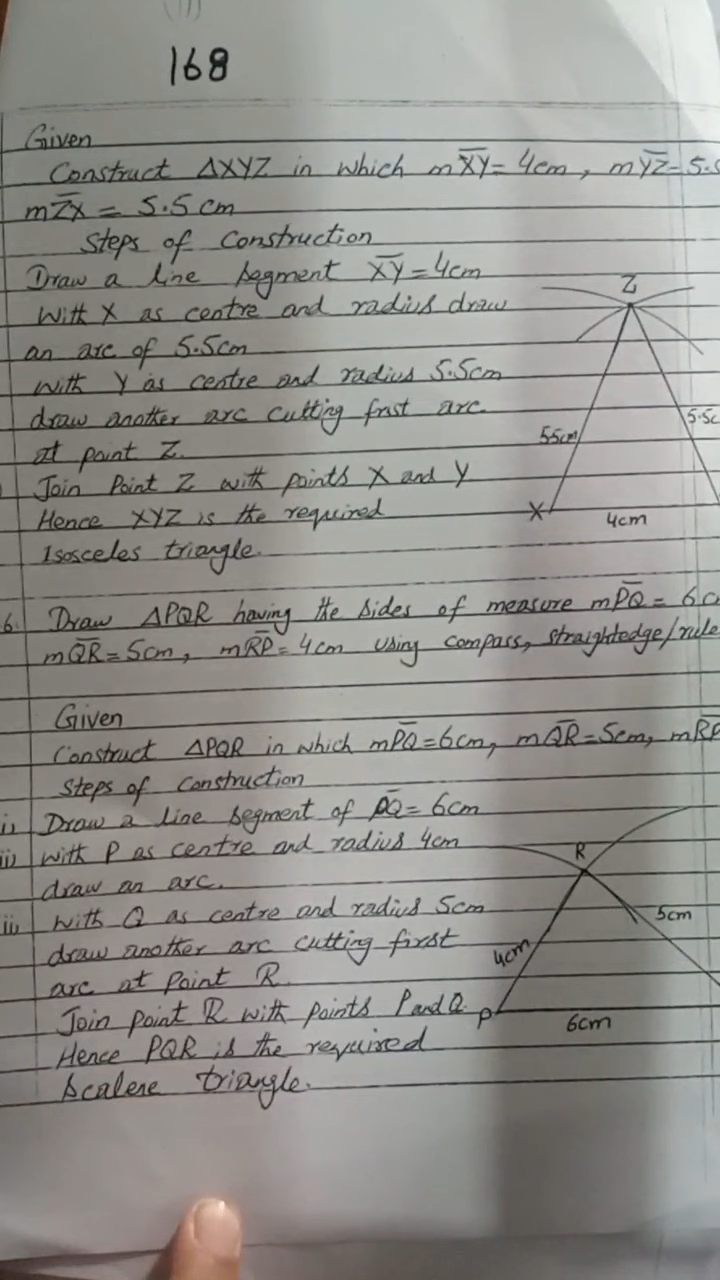 168
Given
Construct ΔXYZ in which mXY = 4cm, mYZ = 5.5
mZX = 5.5 cm
Steps of Construction
Draw a line segment XY = 4cm
With X as centre and radius draw
an arc of 5.5cm
With Y as centre and radius 5.5cm
draw another arc cutting first arc
at point Z.
Join Point Z with points X and Y
Hence XYZ is the required
Isosceles triangle.
Z
55cm
5.5c
X
4cm
6. Draw ΔPQR having the sides of measure mPQ = 6c
mQR = 5cm, mRP = 4cm using compass, straightedge/rule
Given
Construct ΔPQR in which mPQ = 6cm, mQR = 5cm, mRP
Steps of Construction
i) Draw a line segment of PQ = 6cm
ii) With P as centre and radius 4cm
draw an arc.
iii With Q as centre and radius 5cm
draw another arc cutting first
arc at Point R.
Join point R with points P and Q.
Hence PQR is the required
Scalene triangle.
R
4cm
5cm
P
6cm